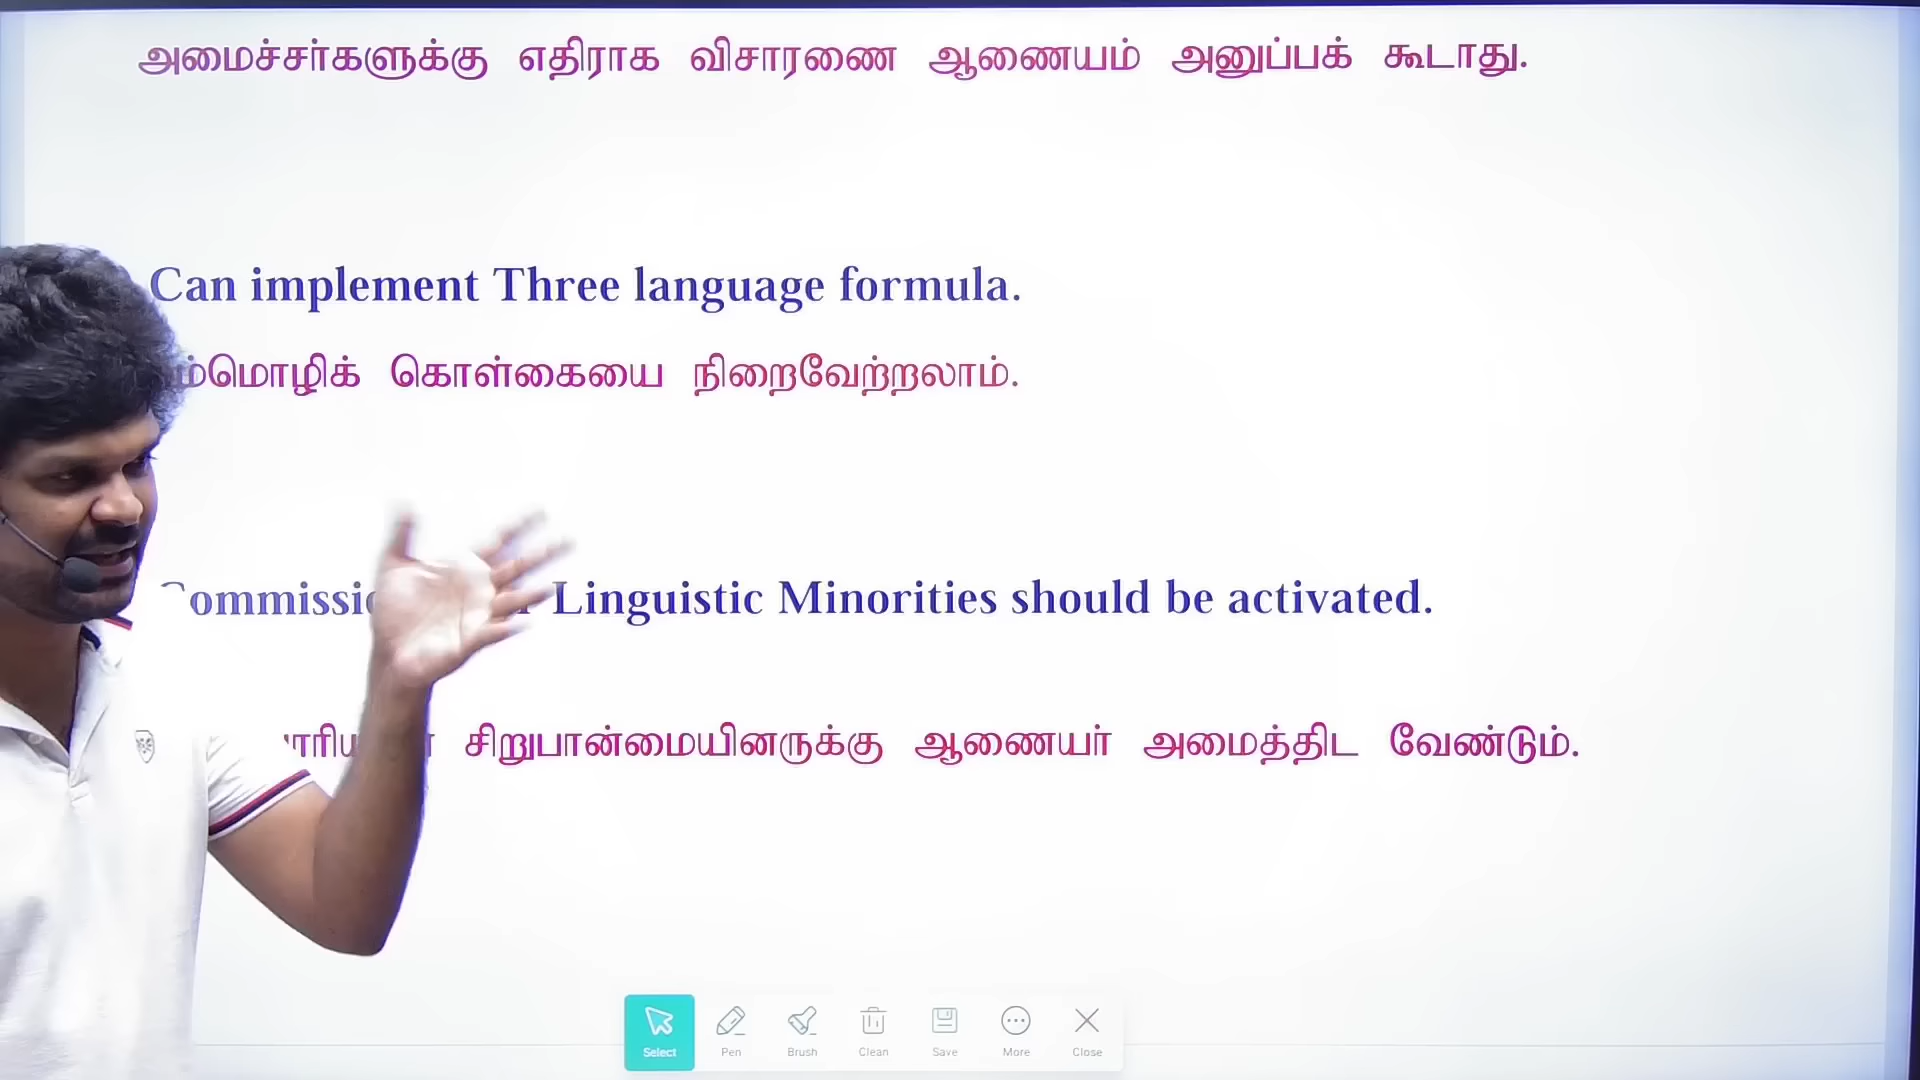 அமைச்சர்களுக்கு எதிராக விசாரணை ஆணையம் அனுப்பக் கூடாது.
Can implement Three language formula.
கொள்கையை நிறைவேற்றலாம்.
Linguistic Minorities should be activated.
சிறுபான்மையினருக்கு ஆணையர் அமைத்திட வேண்டும்.
Select Pen Brush Clean Save More Close